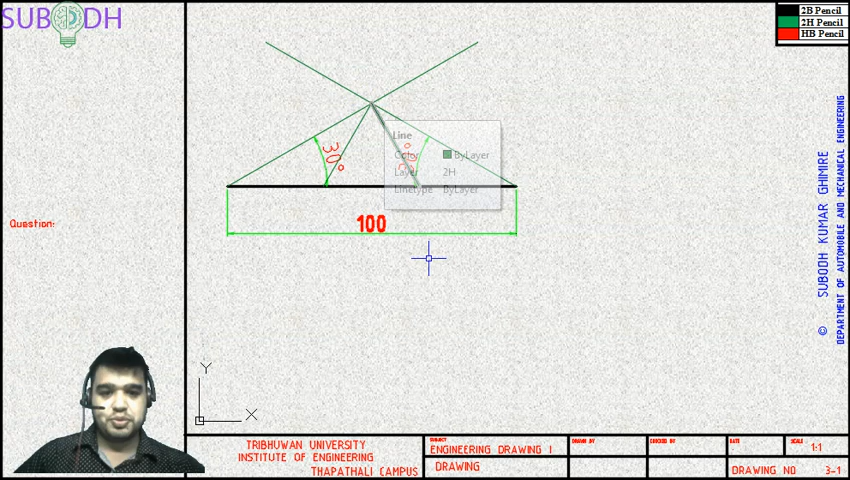 SUBODH
2B Pencil
2H Pencil
HB Pencil
30°
Line
Color ByLayer
Layer 2H
Linetype ByLayer
100
Question:
© SUBODH KUMAR GHIMIRE
DEPARTMENT OF AUTOMOBILE AND MECHANICAL ENGINEERING
Y
X
TRIBHUWAN UNIVERSITY
INSTITUTE OF ENGINEERING
THAPATHALI CAMPUS
SUBJECT
ENGINEERING DRAWING I
DRAWING
DRAWN BY
CHECKED BY
DATE
SCALE
1:1
DRAWING NO 3-1